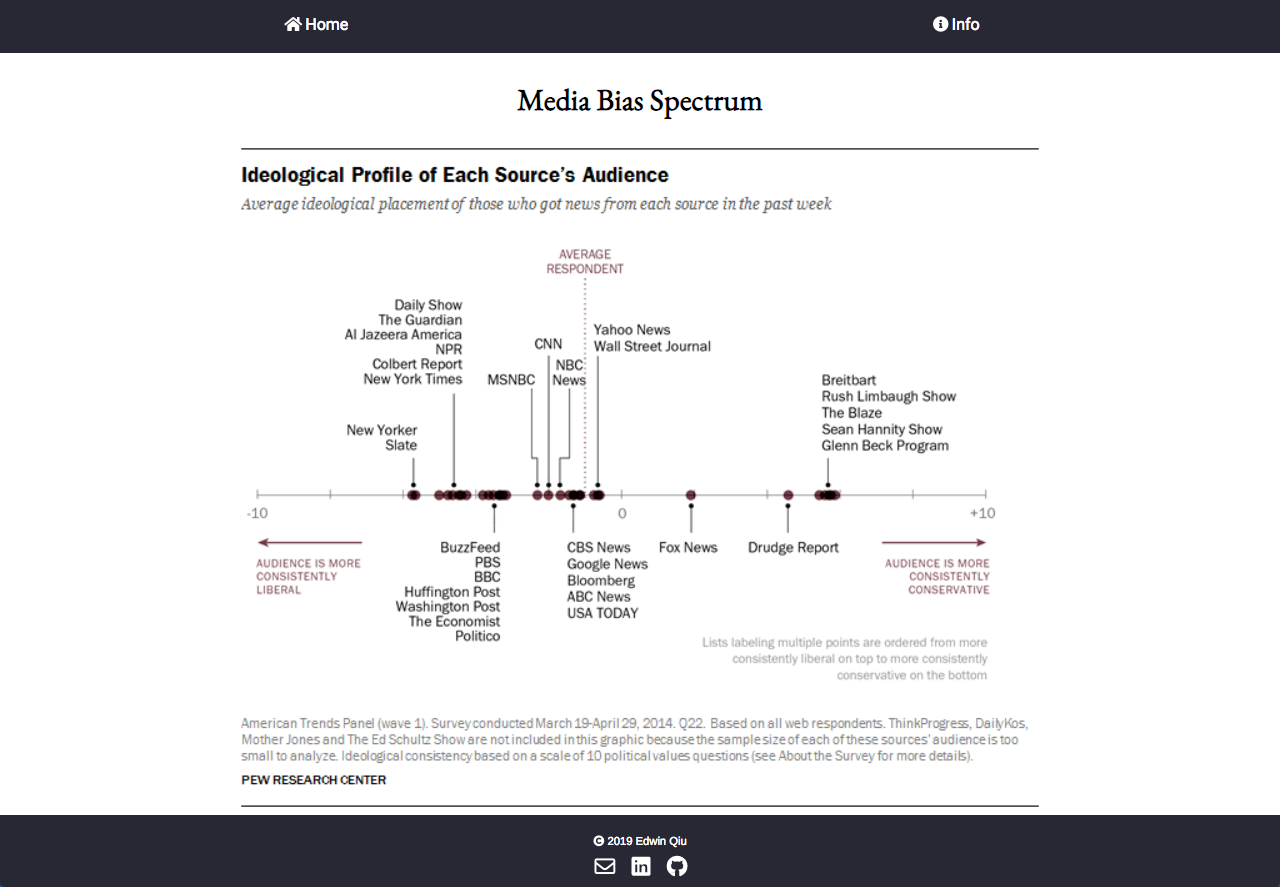 Home
Info
Media Bias Spectrum
Ideological Profile of Each Source's Audience
Average ideological placement of those who got news from each source in the past week
AVERAGE
RESPONDENT
Daily Show
The Guardian
Al Jazeera America
NPR
Colbert Report
New York Times
New Yorker
Slate
MSNBC
CNN
NBC
News
Yahoo News
Wall Street Journal
Breitbart
Rush Limbaugh Show
The Blaze
Sean Hannity Show
Glenn Beck Program
-10
0
+10
AUDIENCE IS MORE
CONSISTENTLY
LIBERAL
BuzzFeed
PBS
BBC
Huffington Post
Washington Post
The Economist
Politico
CBS News
Google News
Bloomberg
ABC News
USA TODAY
Fox News
Drudge Report
AUDIENCE IS MORE
CONSISTENTLY
CONSERVATIVE
Lists labeling multiple points are ordered from more
consistently liberal on top to more consistently
conservative on the bottom
American Trends Panel (wave 1). Survey conducted March 19-April 29, 2014. Q22. Based on all web respondents. ThinkProgress, DailyKos,
Mother Jones and The Ed Schultz Show are not included in this graphic because the sample size of each of these sources' audience is too
small to analyze. Ideological consistency based on a scale of 10 political values questions (see About the Survey for more details).
PEW RESEARCH CENTER
© 2019 Edwin Qiu